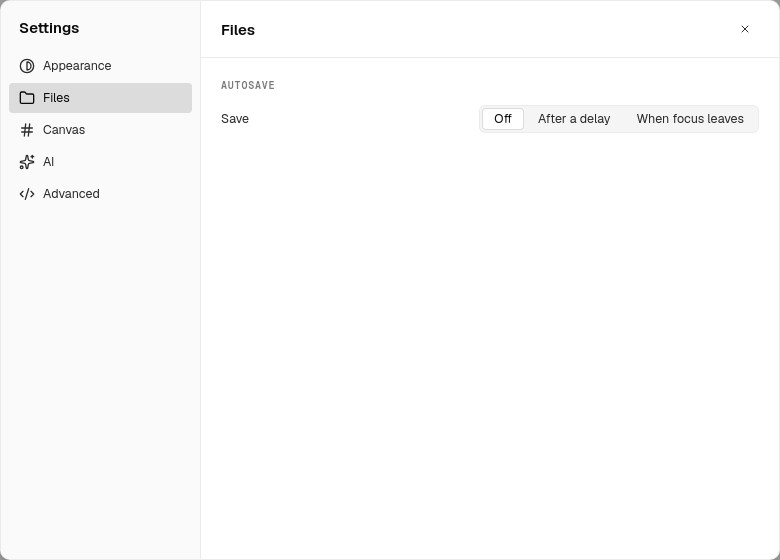 Settings
Appearance
Files
Canvas
AI
Advanced
Files
AUTOSAVE
Save
Off
After a delay
When focus leaves